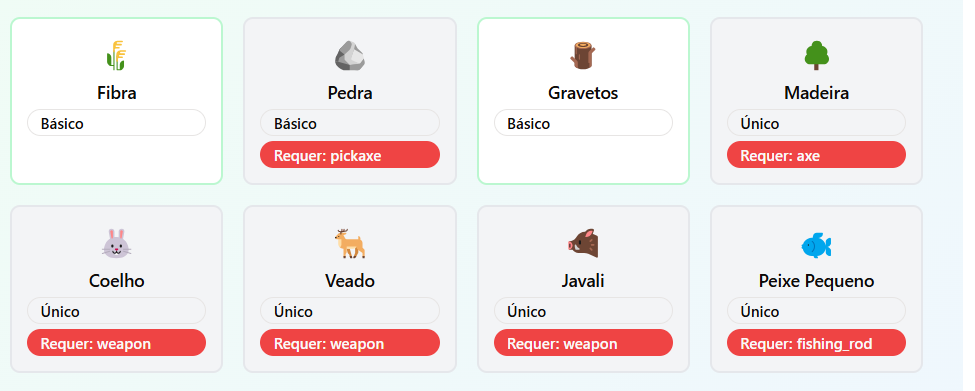 Fibra
Básico
Pedra
Básico
Requer: pickaxe
Gravetos
Básico
Madeira
Único
Requer: axe
Coelho
Único
Requer: weapon
Veado
Único
Requer: weapon
Javali
Único
Requer: weapon
Peixe Pequeno
Único
Requer: fishing_rod